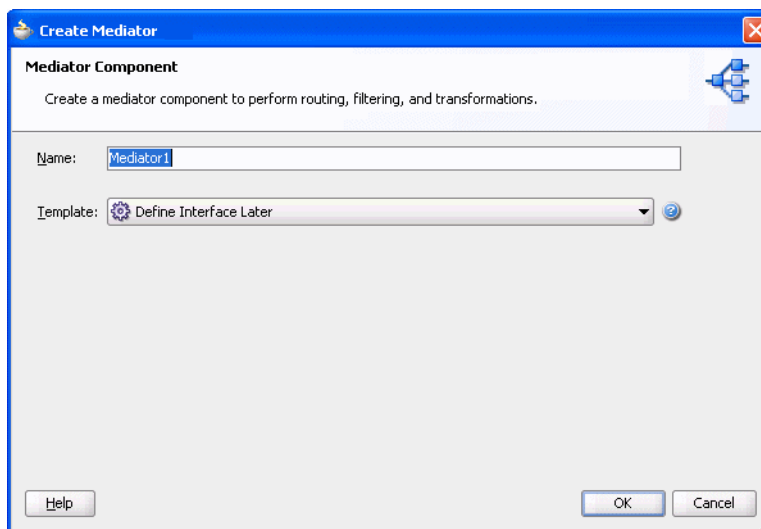 Create Mediator
Mediator Component
Create a mediator component to perform routing, filtering, and transformations.
Name: Mediator1
Template: Define Interface Later
Help OK Cancel